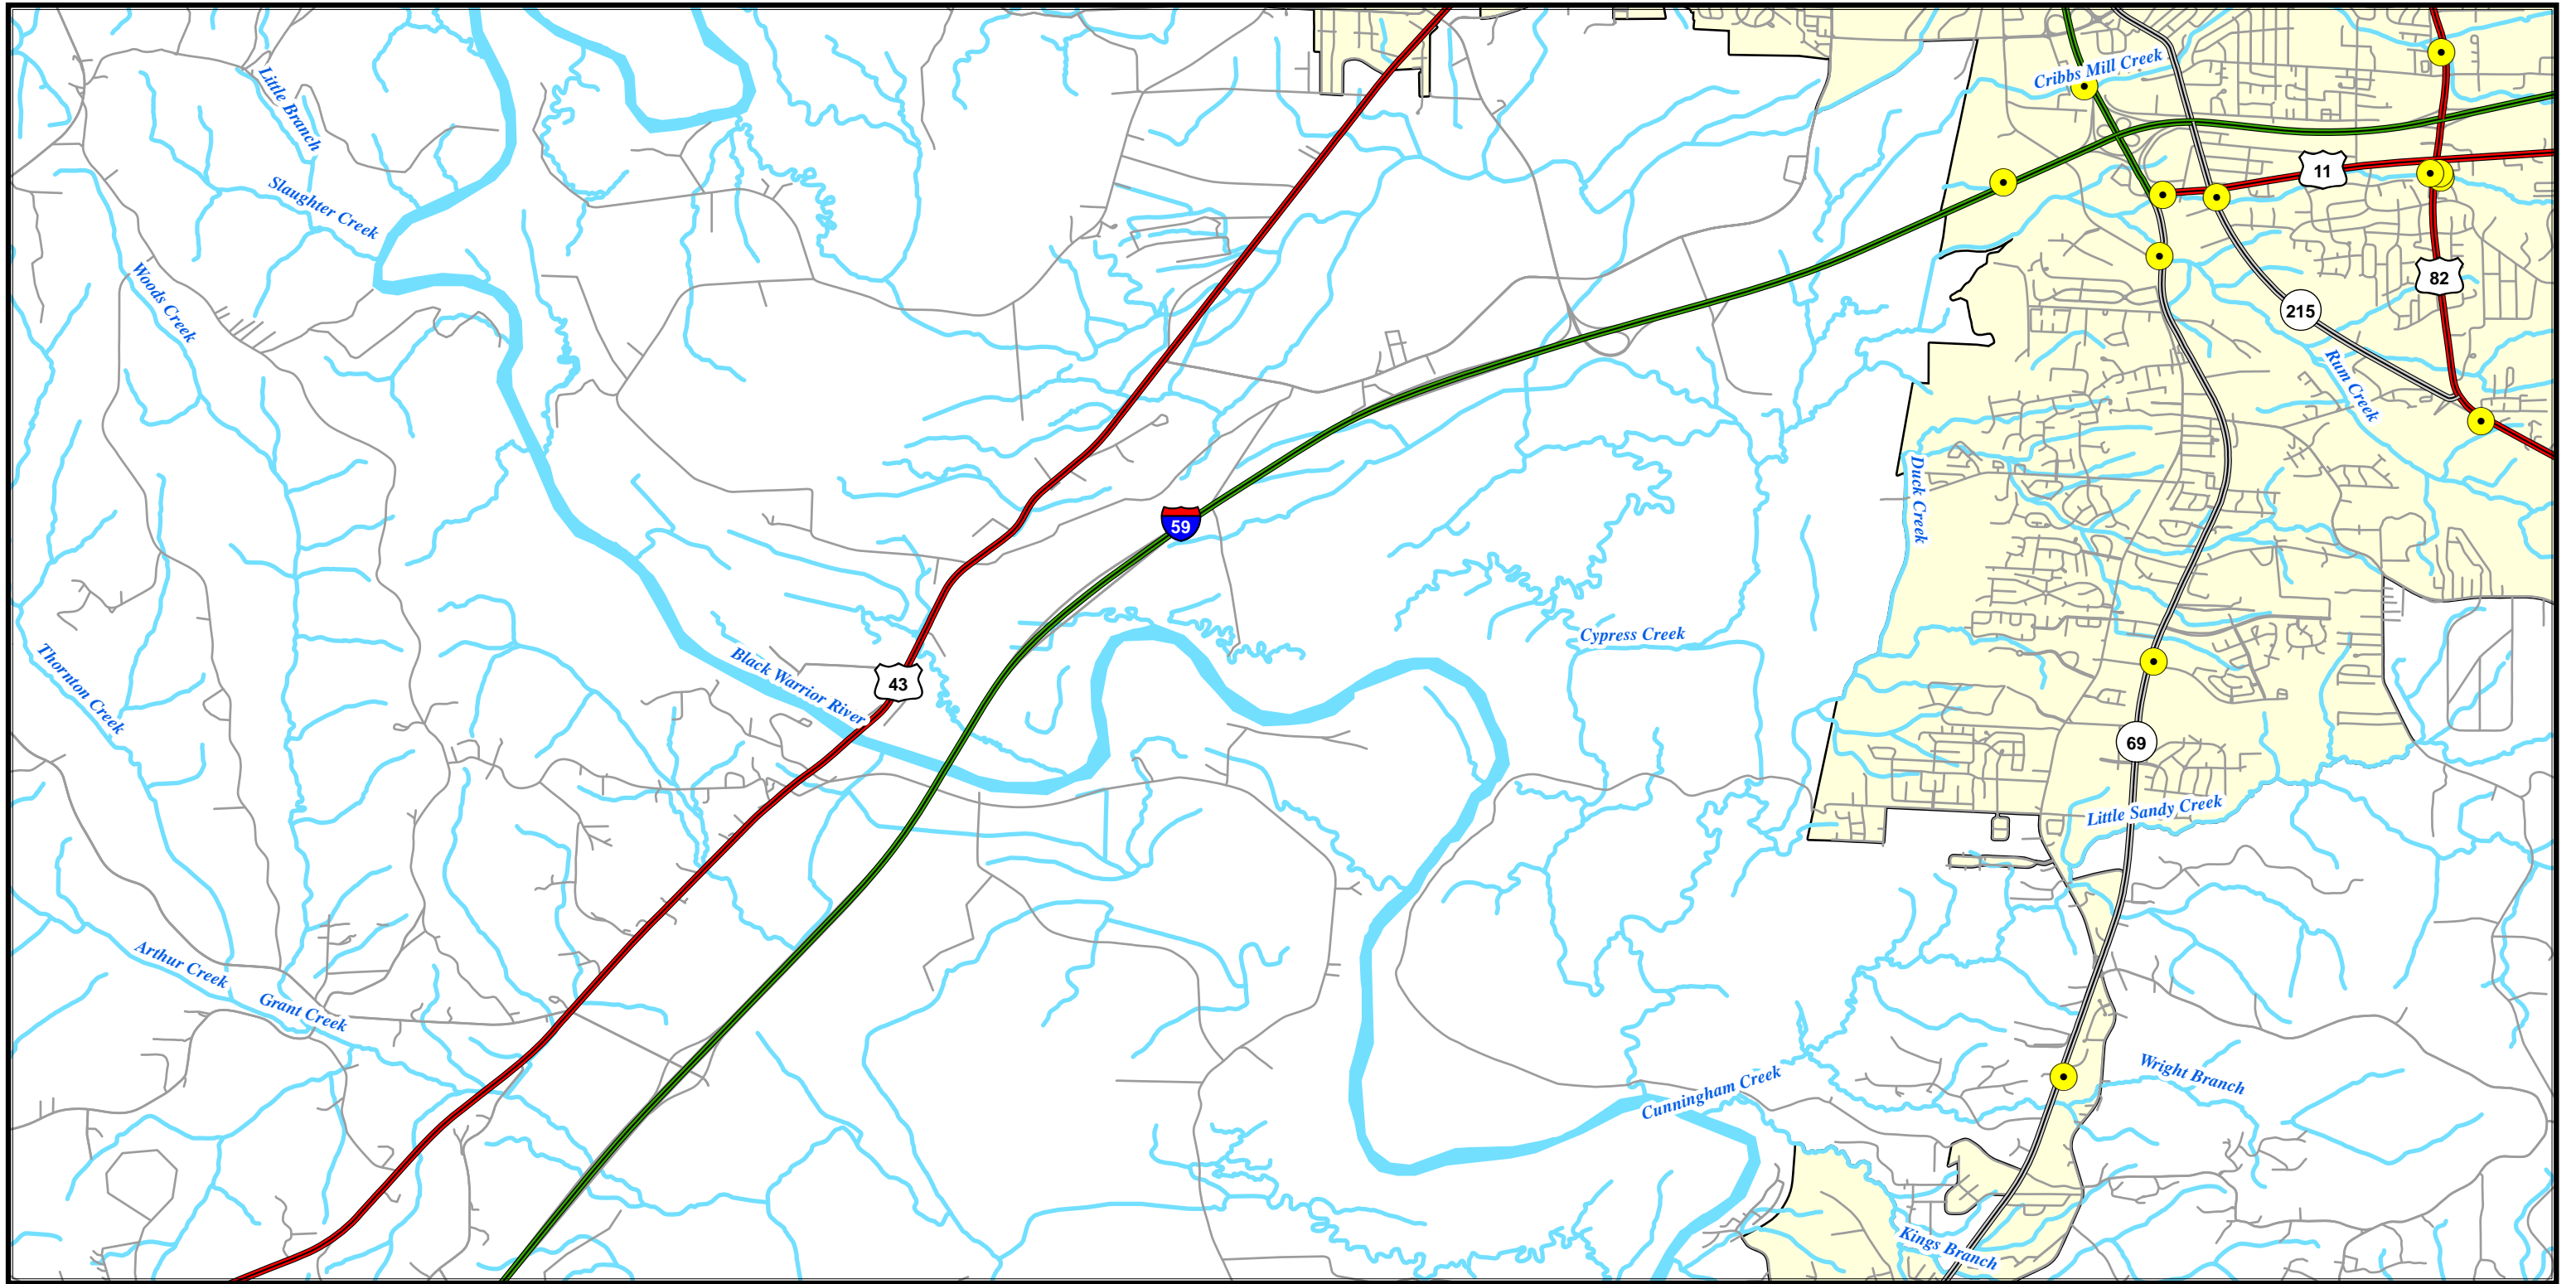 Cribbs Mill Creek
Little Branch
11
Slaughter Creek
82
Woods Creek
215
Rum Creek
Duck Creek
59
Cypress Creek
Thornton Creek
Black Warrior River
43
69
Little Sandy Creek
Arthur Creek
Grant Creek
Wright Branch
Cunningham Creek
Kings Branch